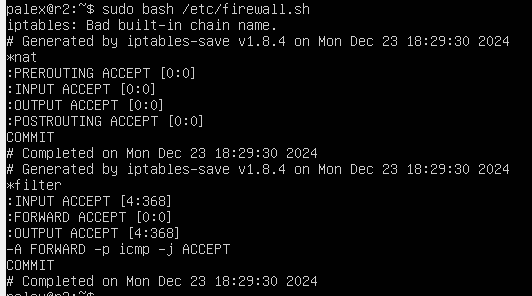 palex@r2:~$ sudo bash /etc/firewall.sh
iptables: Bad built-in chain name.
# Generated by iptables-save v1.8.4 on Mon Dec 23 18:29:30 2024
*nat
:PREROUTING ACCEPT [0:0]
:INPUT ACCEPT [0:0]
:OUTPUT ACCEPT [0:0]
:POSTROUTING ACCEPT [0:0]
COMMIT
# Completed on Mon Dec 23 18:29:30 2024
# Generated by iptables-save v1.8.4 on Mon Dec 23 18:29:30 2024
*filter
:INPUT ACCEPT [4:368]
:FORWARD ACCEPT [0:0]
:OUTPUT ACCEPT [4:368]
-A FORWARD -p icmp -j ACCEPT
COMMIT
# Completed on Mon Dec 23 18:29:30 2024
palex@r2:~$